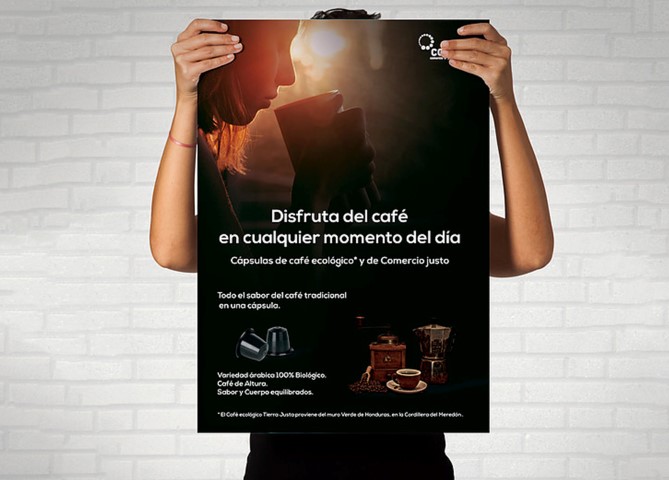 Disfruta del café
en cualquier momento del día
Cápsulas de café ecológico* y de Comercio justo
Todo el sabor del café tradicional
en una cápsula.
Variedad árabica 100% Biológico.
Café de Altura.
Sabor y Cuerpo equilibrados.
* El Café ecológico Tierra Justa proviene del muro Verde de Honduras, en la Cordillera del Meredón.